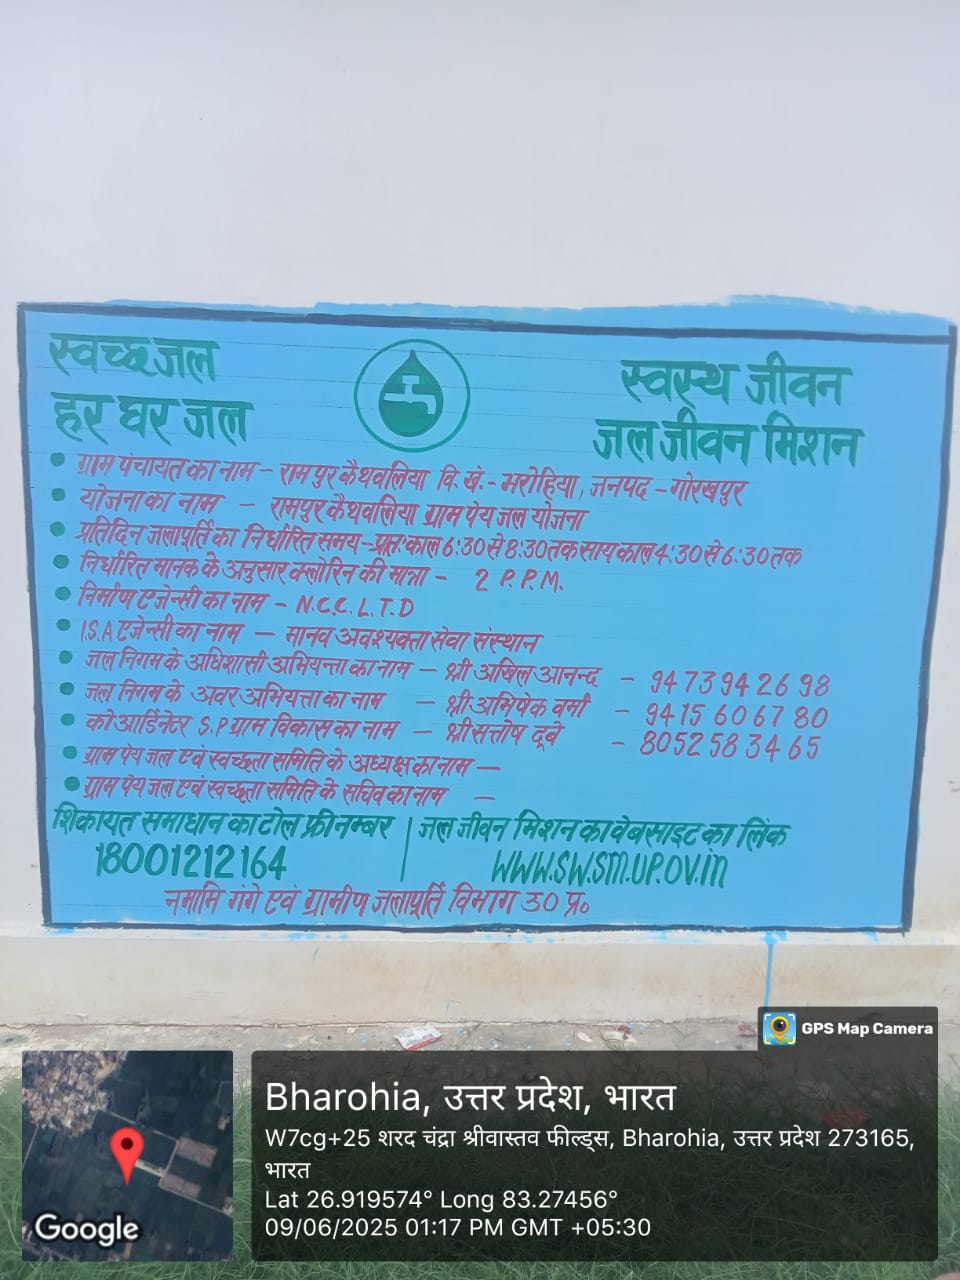 स्वच्छ जल
हर घर जल
स्वस्थ जीवन
जल जीवन मिशन
ग्राम पंचायत का नाम - रामपुर कैथवलिया वि. खं. - भरोहिया, जनपद - गोरखपुर
योजना का नाम - रामपुर कैथवलिया ग्राम पेय जल योजना
प्रतिदिन जलापूर्ति का निर्धारित समय - प्रात: काल 6:30 से 8:30 तक सायकाल 4:30 से 6:30 तक
निर्धारित मानक के अनुसार क्लोरिन की मात्रा - 2 P.P.M.
निर्माण एजेन्सी का नाम - N.C.C.L.T.D
I.S.A एजेन्सी का नाम - मानव अवश्यक्ता सेवा संस्थान
जल निगम के अधिशासी अभियन्ता का नाम - श्री अखिल आनन्द - 9473942698
जल निगम के अवर अभियत्ता का नाम - श्री अभिषेक वर्मा - 9415606780
को आर्डिनेटर S.P ग्राम विकास का नाम - श्री सत्तोष दूबे - 8052583465
ग्राम पेय जल एवं स्वच्छता समिति के अध्यक्ष का नाम -
ग्राम पेय जल एवं स्वच्छता समिति के सचिव का नाम -
शिकायत समाधान का टोल फ्री नम्बर | जल जीवन मिशन का वेबसाइट का लिंक
18001212164 WWW.SWSM.UP.OV.in
नमामि गंगे एवं ग्रामीण जलापूर्ति विभाग उ0 प्र०
GPS Map Camera
Bharohia, उत्तर प्रदेश, भारत
W7cg+25 शरद चंद्रा श्रीवास्तव फील्ड्स, Bharohia, उत्तर प्रदेश 273165,
भारत
Lat 26.919574° Long 83.27456°
09/06/2025 01:17 PM GMT +05:30
Google